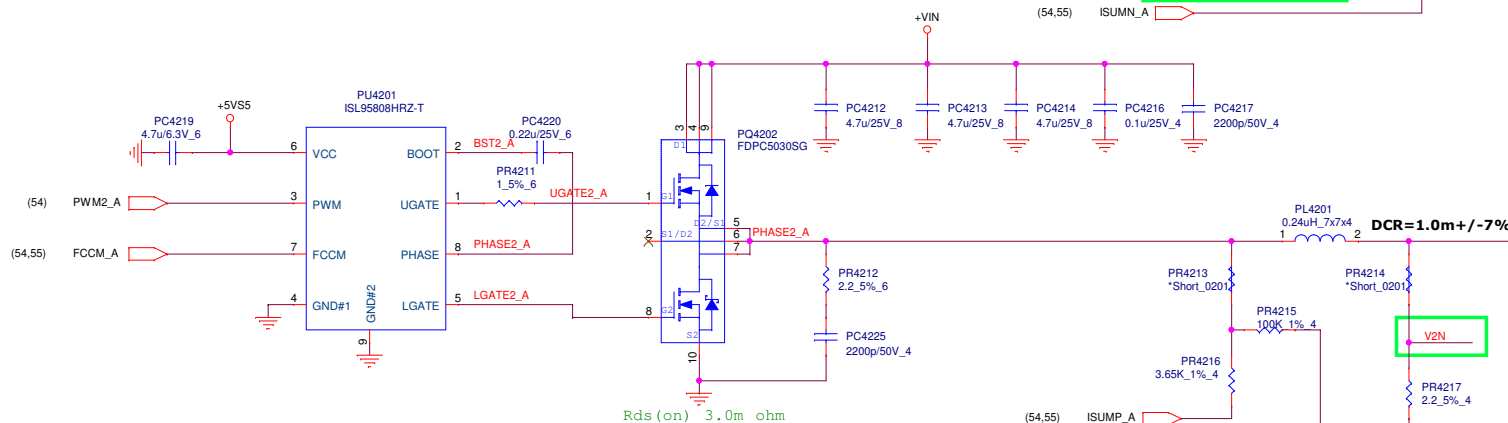 (54,55) ISUMN_A
+VIN
PU4201
ISL95808HRZ-T
+5VS5
PC4219
4.7u/6.3V_6
PC4220
0.22u/25V_6
PC4212
4.7u/25V_8
PC4213
4.7u/25V_8
PC4214
4.7u/25V_8
PC4216
0.1u/25V_4
PC4217
2200p/50V_4
3 4 9
PQ4202
FDPC5030SG
D1
6 VCC
BOOT 2 BST2_A
PR4211
1_5%_6
UGATE2_A
(54) PWM2_A
3 PWM
UGATE 1
1 G1
D2/S1 5
2 S1/D2 6 PHASE2_A
7
(54,55) FCCM_A
7 FCCM
PHASE 8 PHASE2_A
PL4201
0.24uH_7x7x4
1 2
DCR=1.0m+/-7%
PR4212
2.2_5%_6
PR4213
*Short_0201
PR4214
*Short_0201
4 GND#1
GND#2
9
LGATE 5 LGATE2_A
8 G2
S2
10
PC4225
2200p/50V_4
PR4215
100K_1%_4
V2N
PR4216
3.65K_1%_4
PR4217
2.2_5%_4
Rds(on) 3.0m ohm
(54,55) ISUMP_A